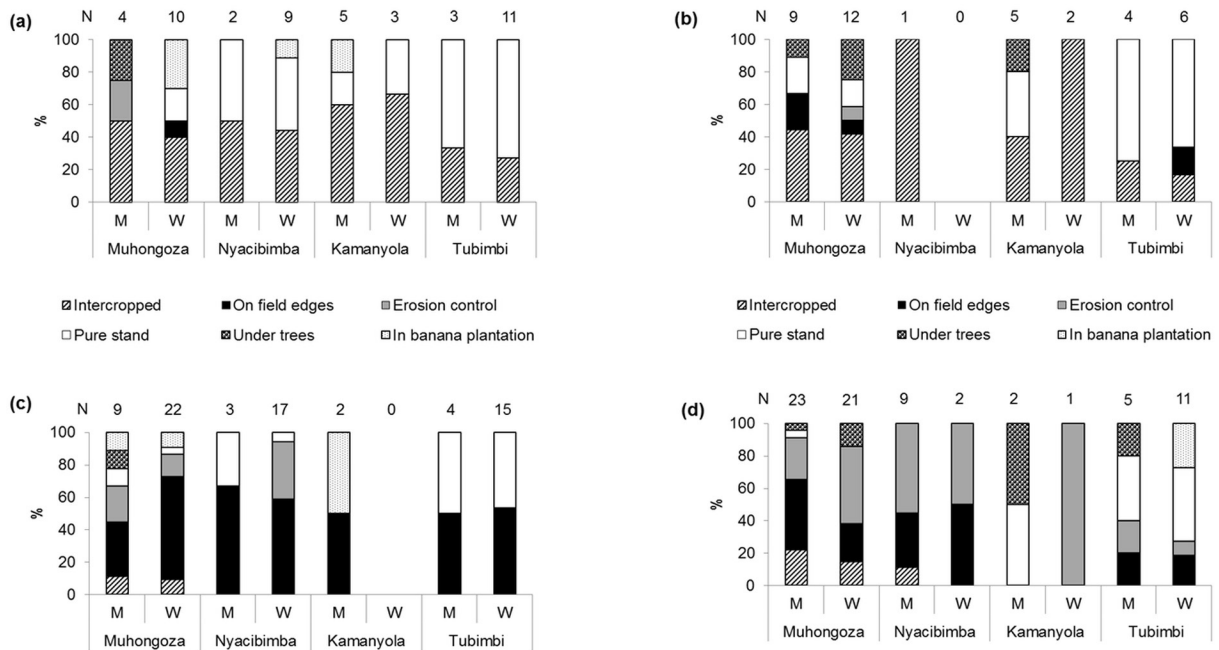 (a)
N 4 10 2 9 5 3 3 11
100
80
60
40
20
0
%
M W M W M W M W
Muhongoza Nyacibimba Kamanyola Tubimbi
(b)
N 9 12 1 0 5 2 4 6
100
80
60
40
20
0
%
M W M W M W M W
Muhongoza Nyacibimba Kamanyola Tubimbi
Intercropped On field edges Erosion control
Pure stand Under trees In banana plantation
Intercropped On field edges Erosion control
Pure stand Under trees In banana plantation
(c)
N 9 22 3 17 2 0 4 15
100
80
60
40
20
0
%
M W M W M W M W
Muhongoza Nyacibimba Kamanyola Tubimbi
(d)
N 23 21 9 2 2 1 5 11
100
80
60
40
20
0
%
M W M W M W M W
Muhongoza Nyacibimba Kamanyola Tubimbi